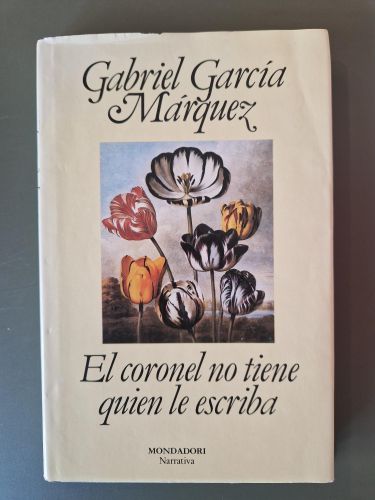 Gabriel García
Márquez
El coronel no tiene
quien le escriba
MONDADORI
Narrativa